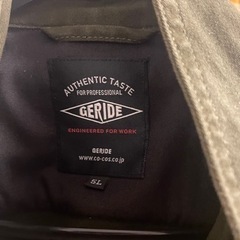 AUTHENTIC TASTE
FOR PROFESSIONAL
GERIDE
ENGINEERED FOR WORK
GERIDE
www.co-cos.co.jp
5L